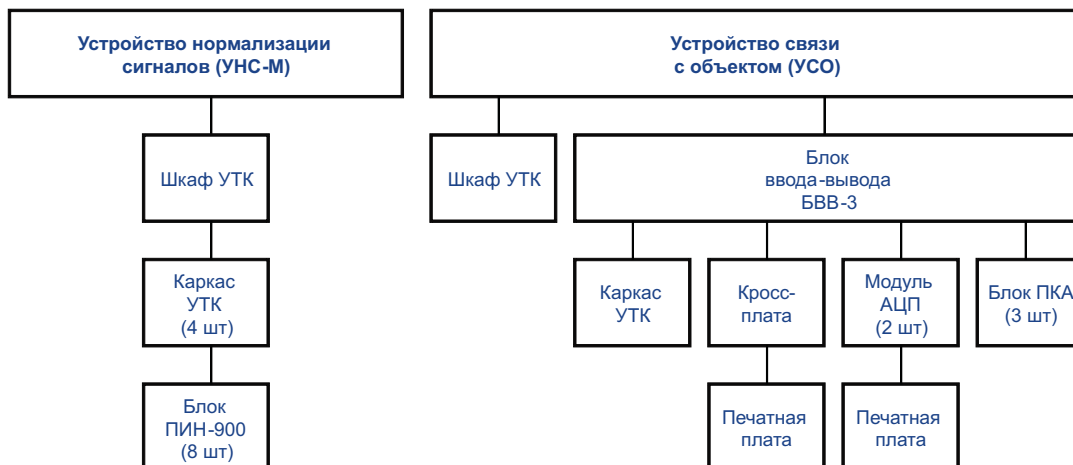 Устройство нормализации
сигналов (УНС-М)
Устройство связи
с объектом (УСО)
Шкаф УТК
Шкаф УТК
Блок
ввода-вывода
БВВ-3
Каркас
УТК
(4 шт)
Каркас
УТК
Кросс-
плата
Модуль
АЦП
(2 шт)
Блок ПКА
(3 шт)
Блок
ПИН-900
(8 шт)
Печатная
плата
Печатная
плата